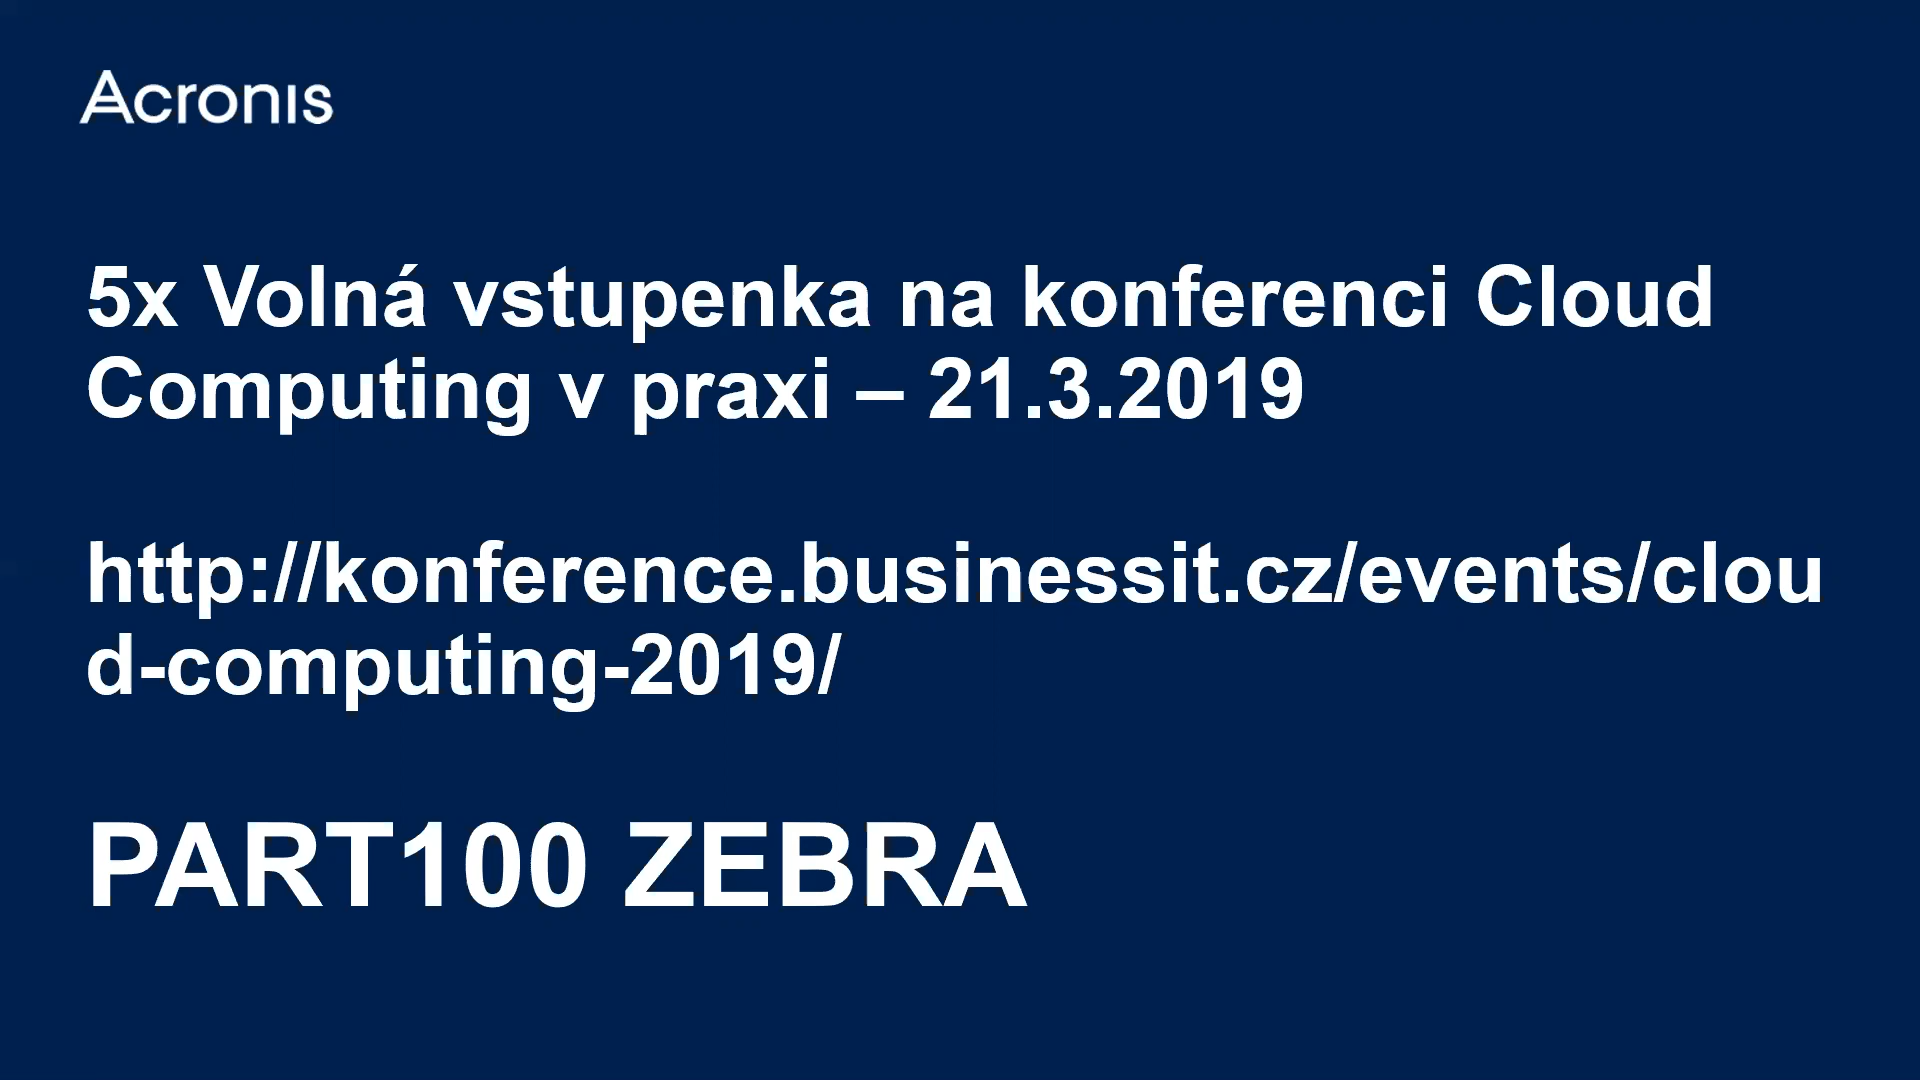 Acronis
5x Volná vstupenka na konferenci Cloud
Computing v praxi – 21.3.2019
http://konference.businessit.cz/events/clou
d-computing-2019/
PART100 ZEBRA